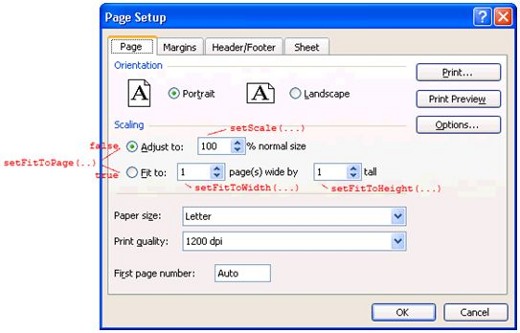 Page Setup
Page Margins Header/Footer Sheet
Orientation
Print...
A Portrait A Landscape
Print Preview
Scaling
setScale(...)
Options...
false
Adjust to: 100 % normal size
setFitToPage(..)
true
Fit to: 1 page(s) wide by 1 tall
setFitToWidth(...) setFitToHeight(...)
Paper size: Letter
Print quality: 1200 dpi
First page number: Auto
OK Cancel